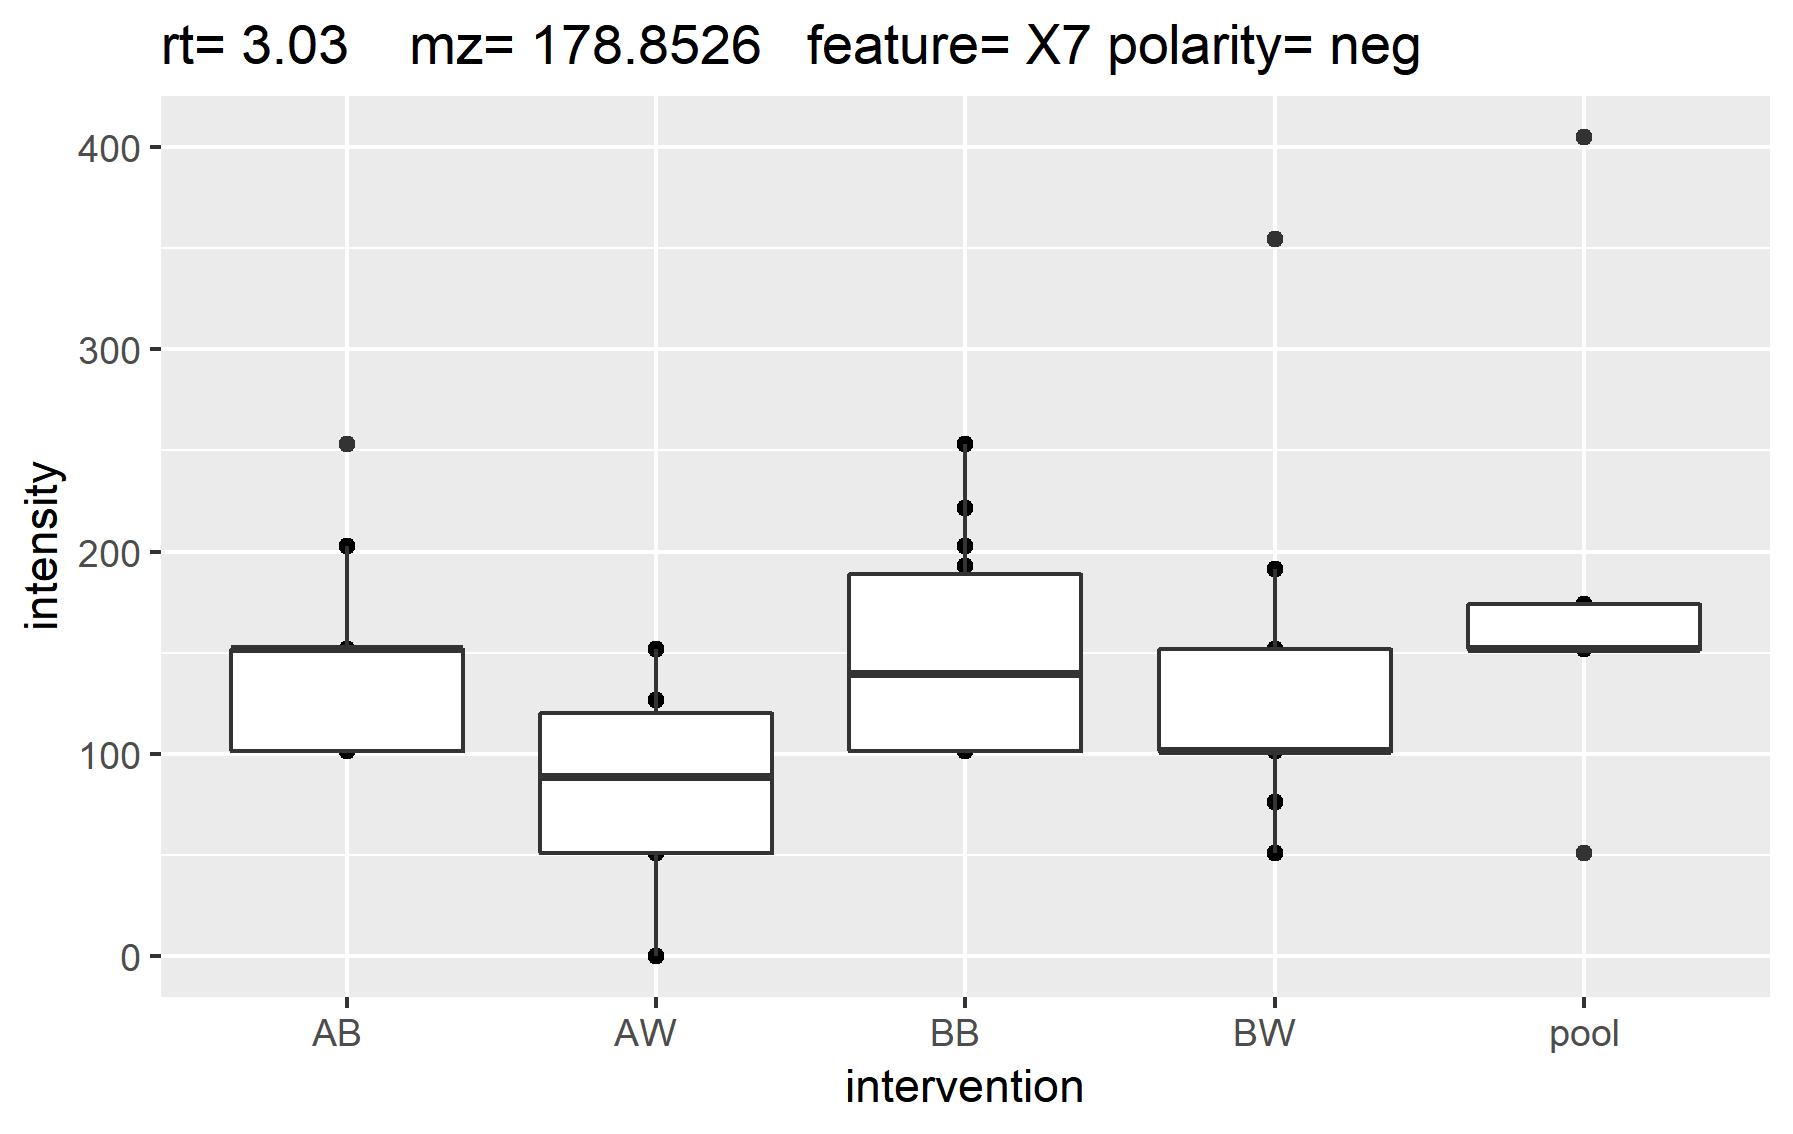 rt= 3.03 mz= 178.8526 feature= X7 polarity= neg
400
300
200
100
0
intensity
AB AW BB BW pool
intervention